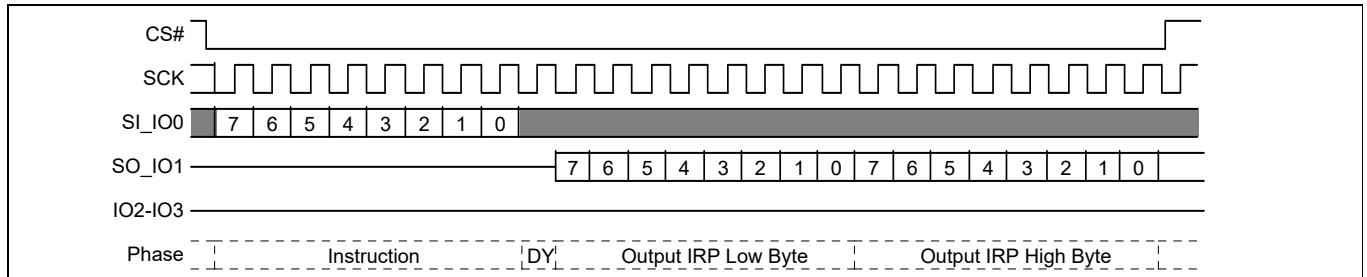 CS#
SCK
SI_IO0 7 6 5 4 3 2 1 0
SO_IO1 7 6 5 4 3 2 1 0 7 6 5 4 3 2 1 0
IO2-IO3
Phase Instruction DY Output IRP Low Byte Output IRP High Byte